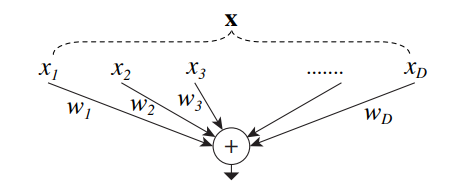 x
x1 x2 x3 ....... xD
w1 w2 w3 wD
+